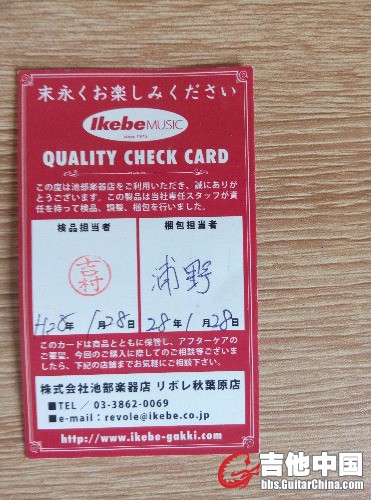 末永くお楽しみください
Ikebe MUSIC
since 1975
QUALITY CHECK CARD
この度は池部楽器店をご利用いただき、誠にありが
とうございます。この製品は当社専任スタッフが責
任を持って検品、調整、梱包を行いました。
検品担当者
梱包担当者
吉村
浦野
H28年 1月28日
28年1月28日
このカードは商品とともに保管し、アフターケアの
ご要望、今回のご購入に際してのご相談等ございま
したら、下記の店舗までお気軽にご相談下さい。
株式会社池部楽器店 リボレ秋葉原店
■TEL / 03-3862-0069
■e-mail : revole@ikebe.co.jp
http://www.ikebe-gakki.com
吉他中国
bbs.GuitarChina.com